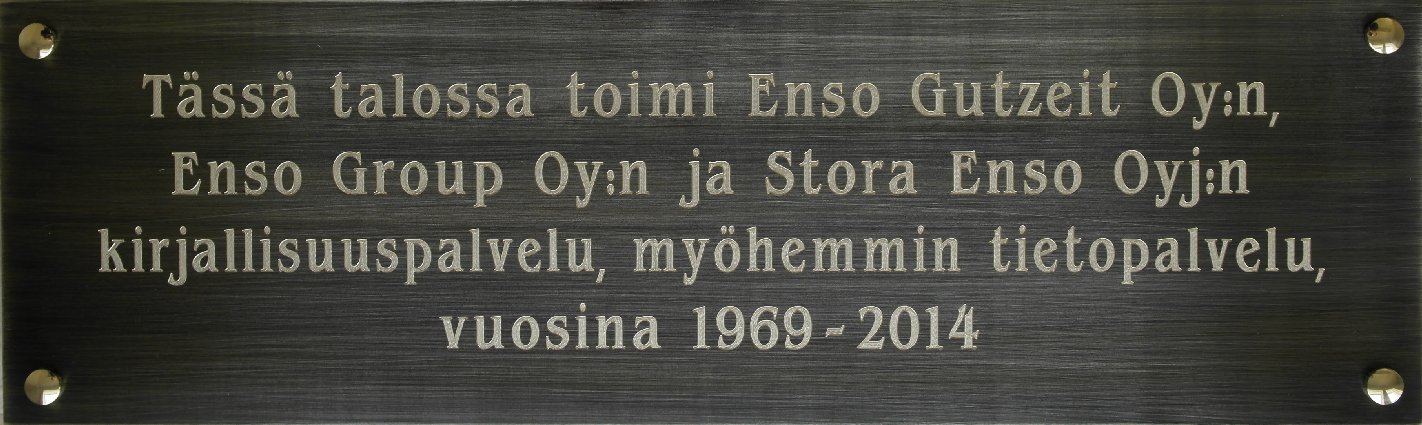 Tässä talossa toimi Enso Gutzeit Oy:n,
Enso Group Oy:n ja Stora Enso Oyj:n
kirjallisuuspalvelu, myöhemmin tietopalvelu,
vuosina 1969-2014